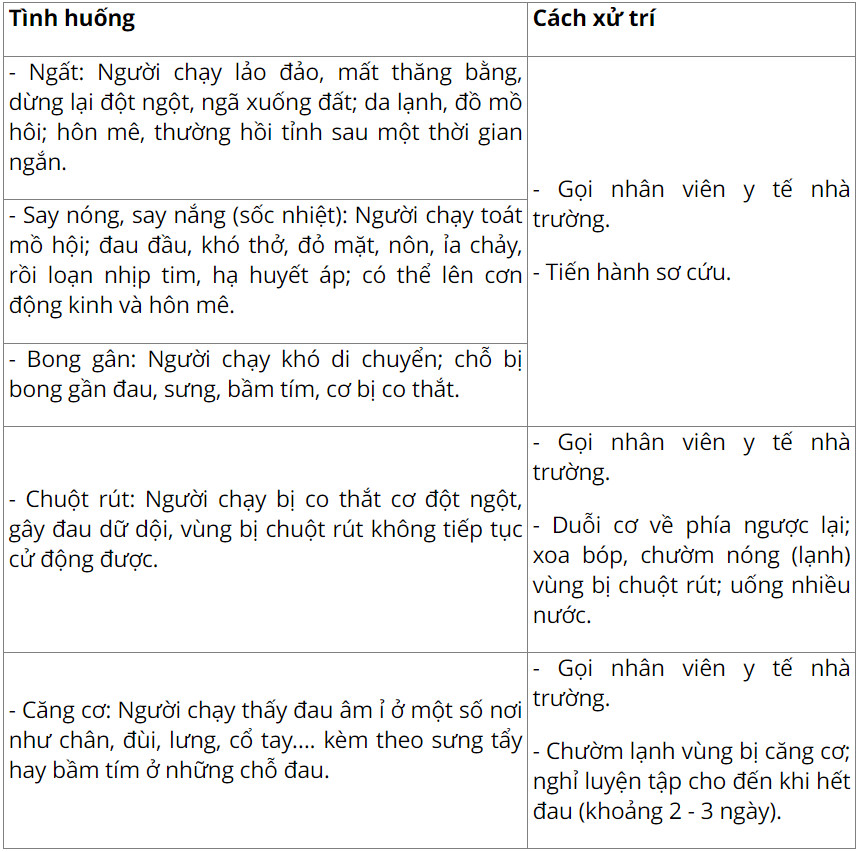 Tình huống
Cách xử trí
- Ngất: Người chạy lảo đảo, mất thăng bằng,
dừng lại đột ngột, ngã xuống đất; da lạnh, đồ mồ
hôi; hôn mê, thường hồi tỉnh sau một thời gian
ngắn.
- Say nóng, say nắng (sốc nhiệt): Người chạy toát
mồ hội; đau đầu, khó thở, đỏ mặt, nôn, ỉa chảy,
rồi loạn nhịp tim, hạ huyết áp; có thể lên cơn
động kinh và hôn mê.
- Bong gân: Người chạy khó di chuyển; chỗ bị
bong gần đau, sưng, bầm tím, cơ bị co thắt.
- Gọi nhân viên y tế nhà
trường.
- Tiến hành sơ cứu.
- Chuột rút: Người chạy bị co thắt cơ đột ngột,
gây đau dữ dội, vùng bị chuột rút không tiếp tục
cử động được.
- Gọi nhân viên y tế nhà
trường.
- Duỗi cơ về phía ngược lại;
xoa bóp, chườm nóng (lạnh)
vùng bị chuột rút; uống nhiều
nước.
- Căng cơ: Người chạy thấy đau âm ỉ ở một số nơi
như chân, đùi, lưng, cổ tay.... kèm theo sưng tẩy
hay bầm tím ở những chỗ đau.
- Gọi nhân viên y tế nhà
trường.
- Chườm lạnh vùng bị căng cơ;
nghỉ luyện tập cho đến khi hết
đau (khoảng 2 - 3 ngày).